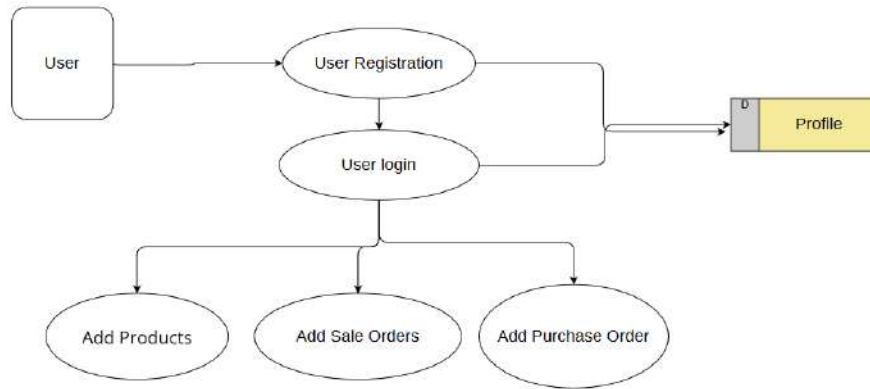 User
User Registration
D
Profile
User login
Add Products
Add Sale Orders
Add Purchase Order